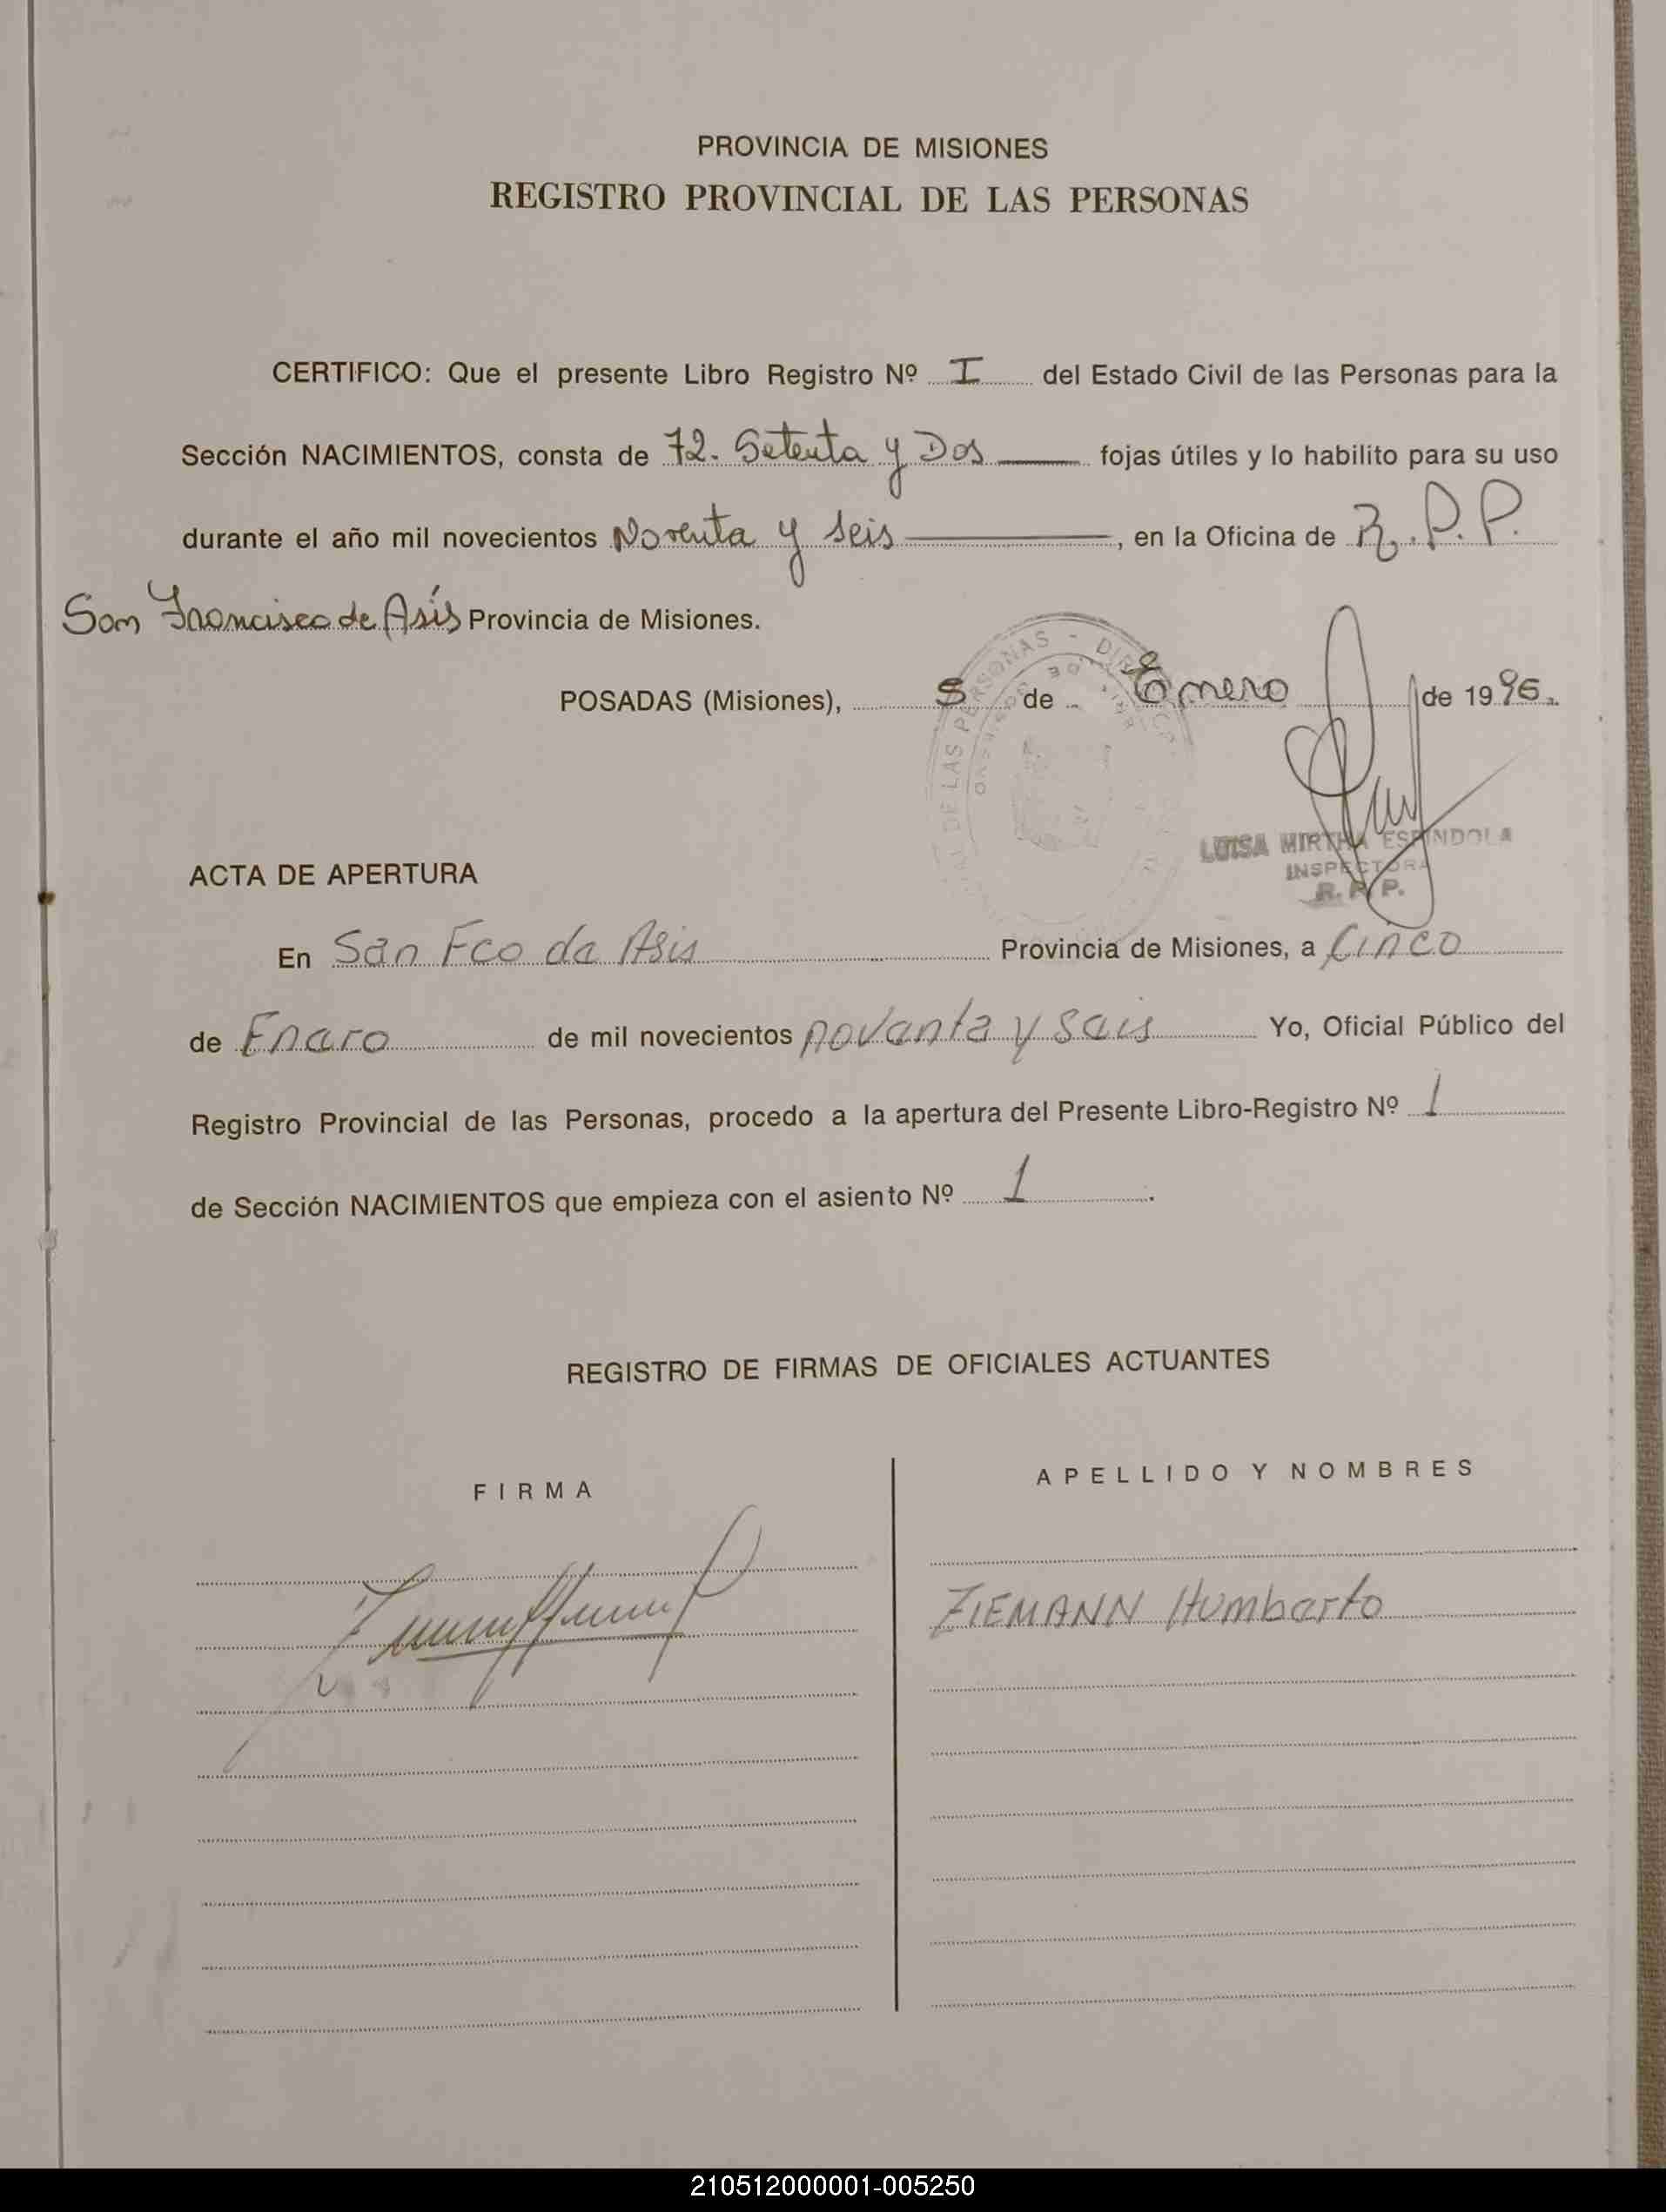 PROVINCIA DE MISIONES
REGISTRO PROVINCIAL DE LAS PERSONAS
CERTIFICO: Que el presente Libro Registro Nº I del Estado Civil de las Personas para la
Sección NACIMIENTOS, consta de 72. Setenta y Dos fojas útiles y lo habilito para su uso
durante el año mil novecientos Noventa y seis, en la Oficina de R.P.P.
San Francisco de Asís Provincia de Misiones.
POSADAS (Misiones), 5 de Enero de 1996.
DE LAS PERSONAS - DIREC
LUISA MIRTHA ESPINDOLA
INSPECTORA
R. P. P.
ACTA DE APERTURA
En San Fco de Asis Provincia de Misiones, a Cinco
de Enero de mil novecientos noventa y seis Yo, Oficial Público del
Registro Provincial de las Personas, procedo a la apertura del Presente Libro-Registro Nº 1
de Sección NACIMIENTOS que empieza con el asiento Nº 1.
REGISTRO DE FIRMAS DE OFICIALES ACTUANTES
FIRMA
APELLIDO Y NOMBRES
ZIEMANN Humberto
210512000001-005250